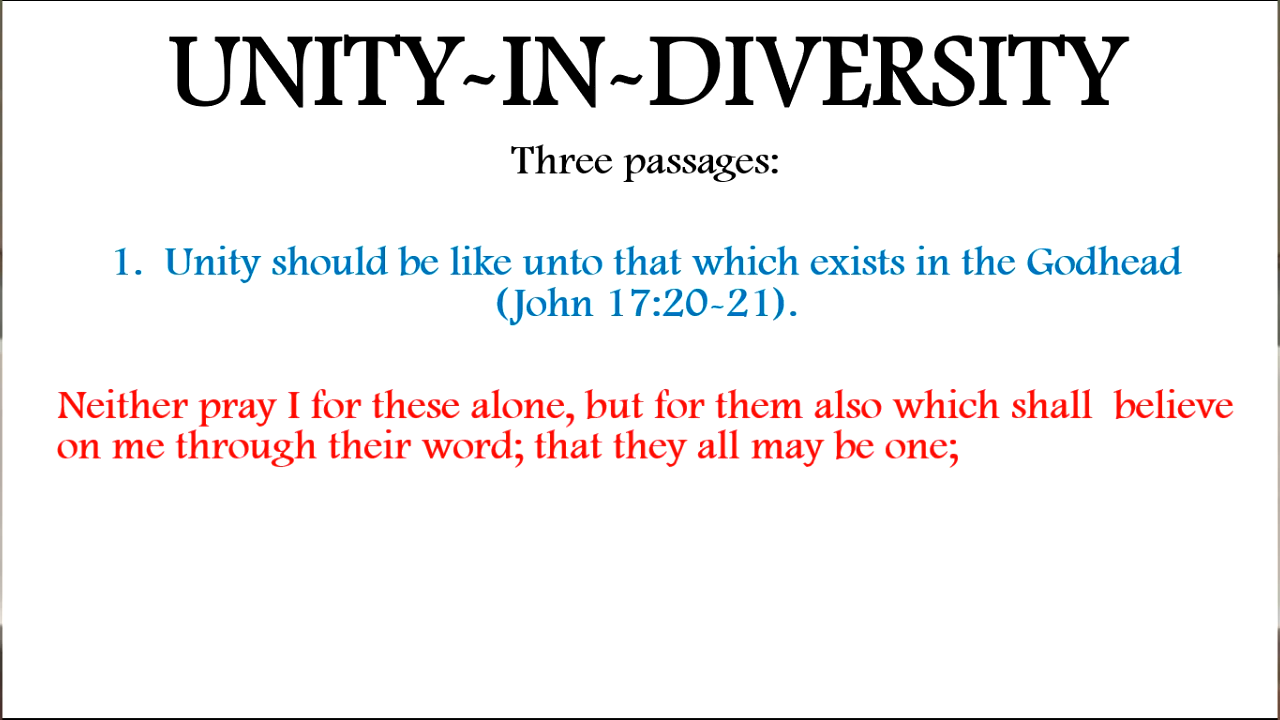 UNITY-IN-DIVERSITY
Three passages:
1. Unity should be like unto that which exists in the Godhead
(John 17:20-21).
Neither pray I for these alone, but for them also which shall believe
on me through their word; that they all may be one;